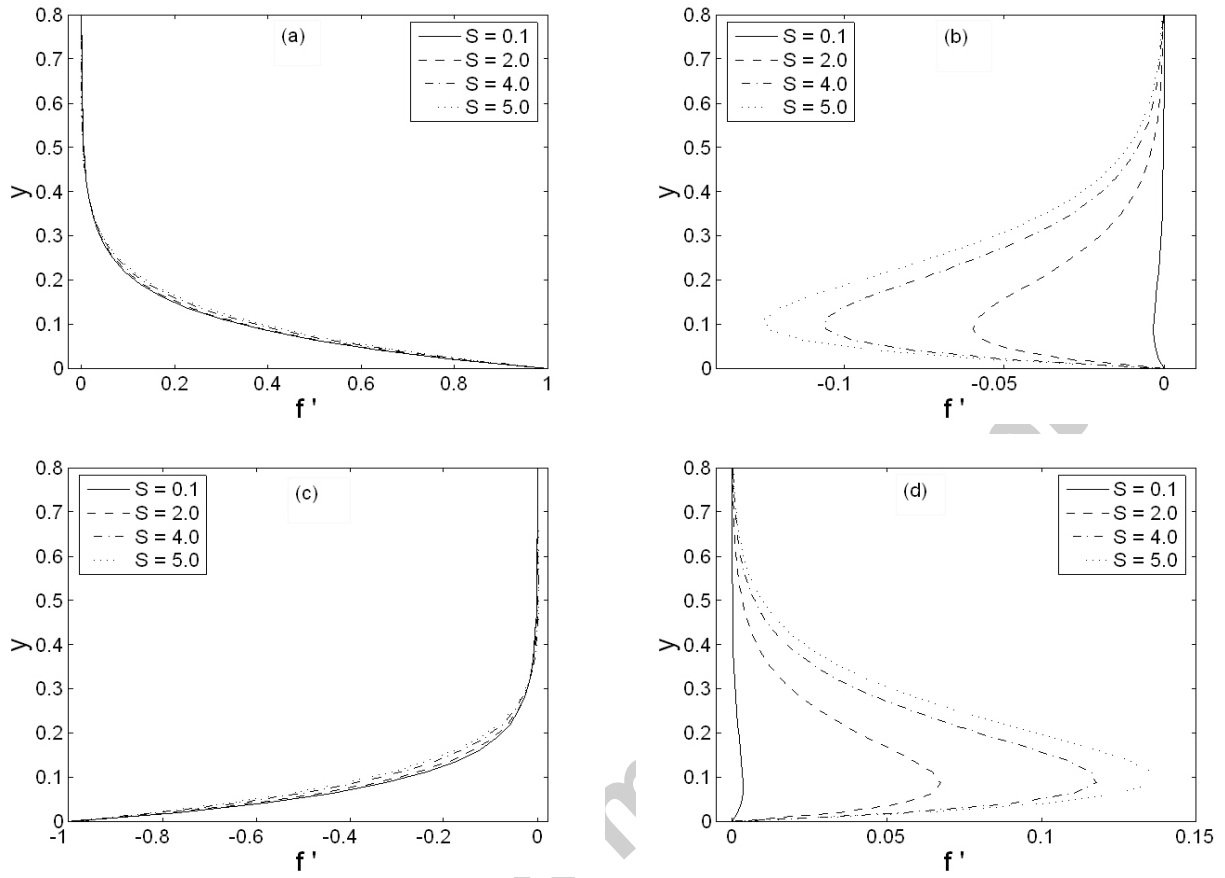 (a)
S = 0.1
S = 2.0
S = 4.0
S = 5.0
0.8
0.7
0.6
0.5
0.4
0.3
0.2
0.1
0
y
0 0.2 0.4 0.6 0.8 1
f '
(b)
S = 0.1
S = 2.0
S = 4.0
S = 5.0
0.8
0.7
0.6
0.5
0.4
0.3
0.2
0.1
0
y
-0.1 -0.05 0
f '
(c)
S = 0.1
S = 2.0
S = 4.0
S = 5.0
0.8
0.7
0.6
0.5
0.4
0.3
0.2
0.1
0
y
-1 -0.8 -0.6 -0.4 -0.2 0
f '
(d)
S = 0.1
S = 2.0
S = 4.0
S = 5.0
0.8
0.7
0.6
0.5
0.4
0.3
0.2
0.1
0
y
0 0.05 0.1 0.15
f '